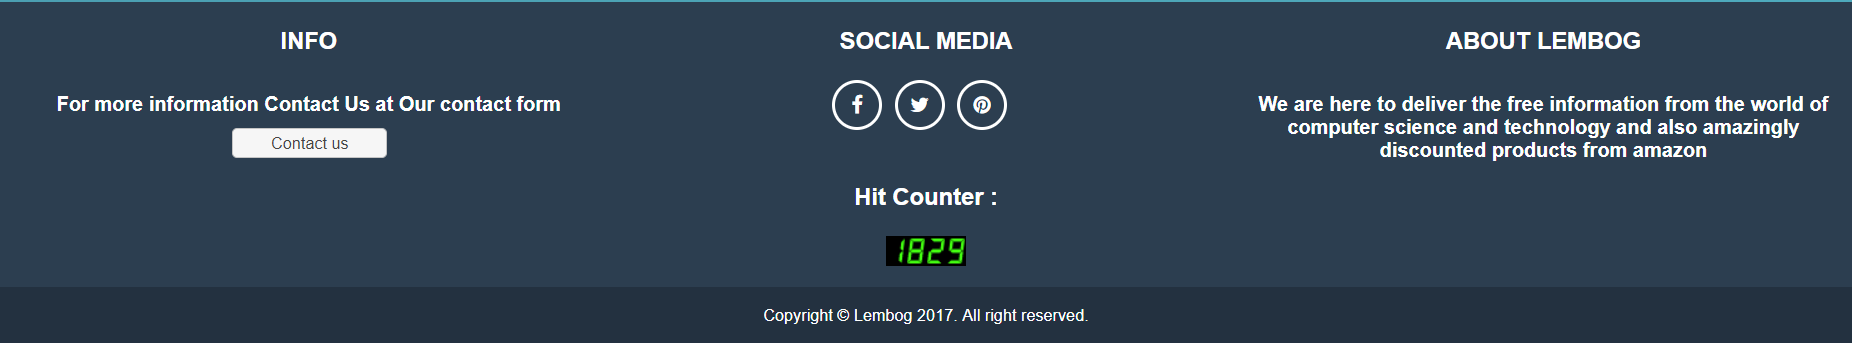 INFO
For more information Contact Us at Our contact form
Contact us
SOCIAL MEDIA
Hit Counter :
1829
ABOUT LEMBOG
We are here to deliver the free information from the world of
computer science and technology and also amazingly
discounted products from amazon
Copyright © Lembog 2017. All right reserved.